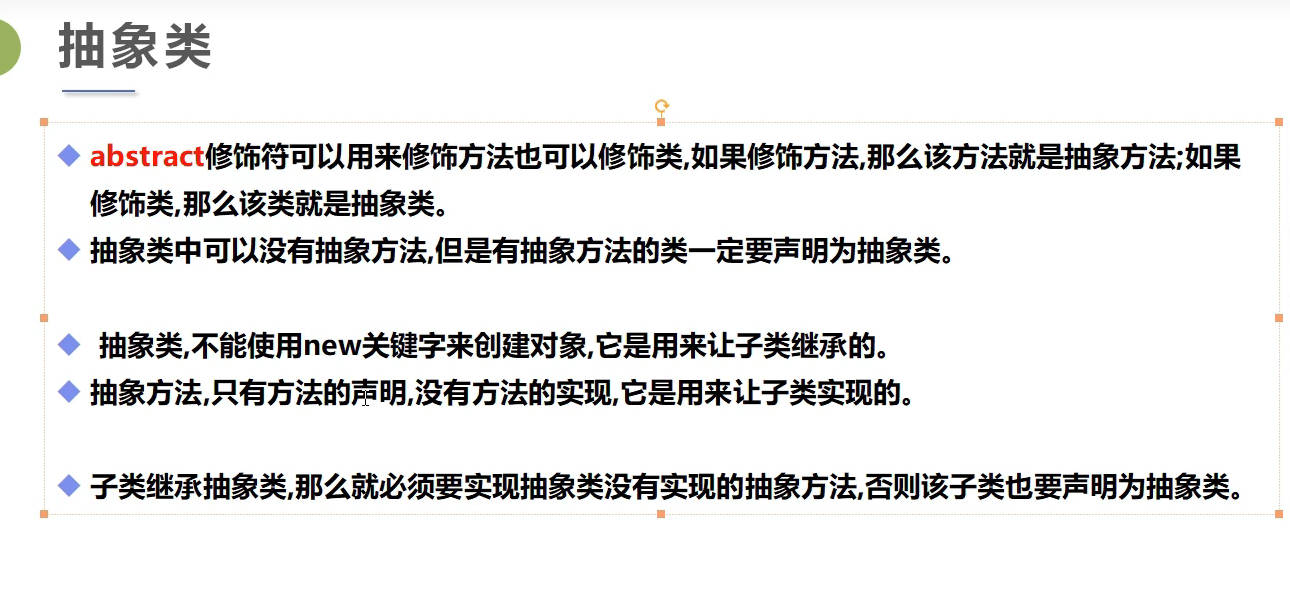 抽象类
abstract修饰符可以用来修饰方法也可以修饰类,如果修饰方法,那么该方法就是抽象方法;如果
修饰类,那么该类就是抽象类。
抽象类中可以没有抽象方法,但是有抽象方法的类一定要声明为抽象类。
抽象类,不能使用new关键字来创建对象,它是用来让子类继承的。
抽象方法,只有方法的声明,没有方法的实现,它是用来让子类实现的。
子类继承抽象类,那么就必须要实现抽象类没有实现的抽象方法,否则该子类也要声明为抽象类。